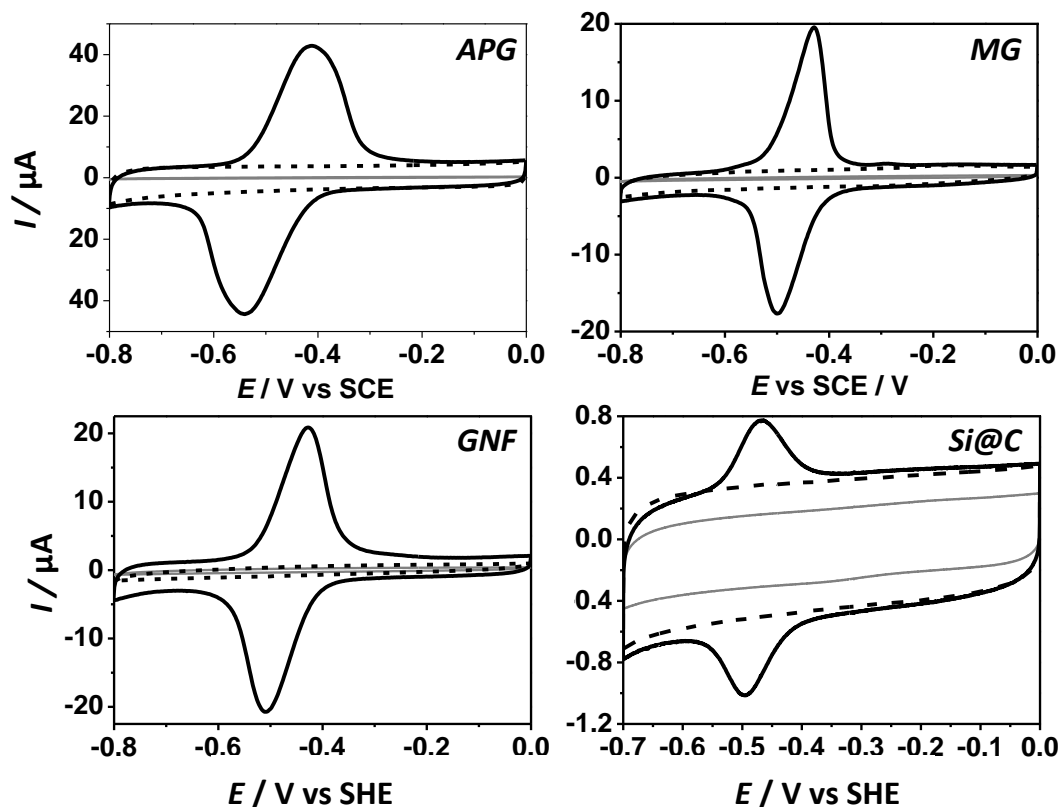 APG
I / µA
40
20
0
20
40
-0.8 -0.6 -0.4 -0.2 0.0
E / V vs SCE
MG
20
10
0
-10
-20
-0.8 -0.6 -0.4 -0.2 0.0
E vs SCE / V
GNF
I / µA
20
10
0
-10
-20
-0.8 -0.6 -0.4 -0.2 0.0
E / V vs SHE
Si@C
0.8
0.4
0.0
0.4
-0.8
-1.2
-0.7 -0.6 -0.5 -0.4 -0.3 -0.2 -0.1 0.0
E / V vs SHE